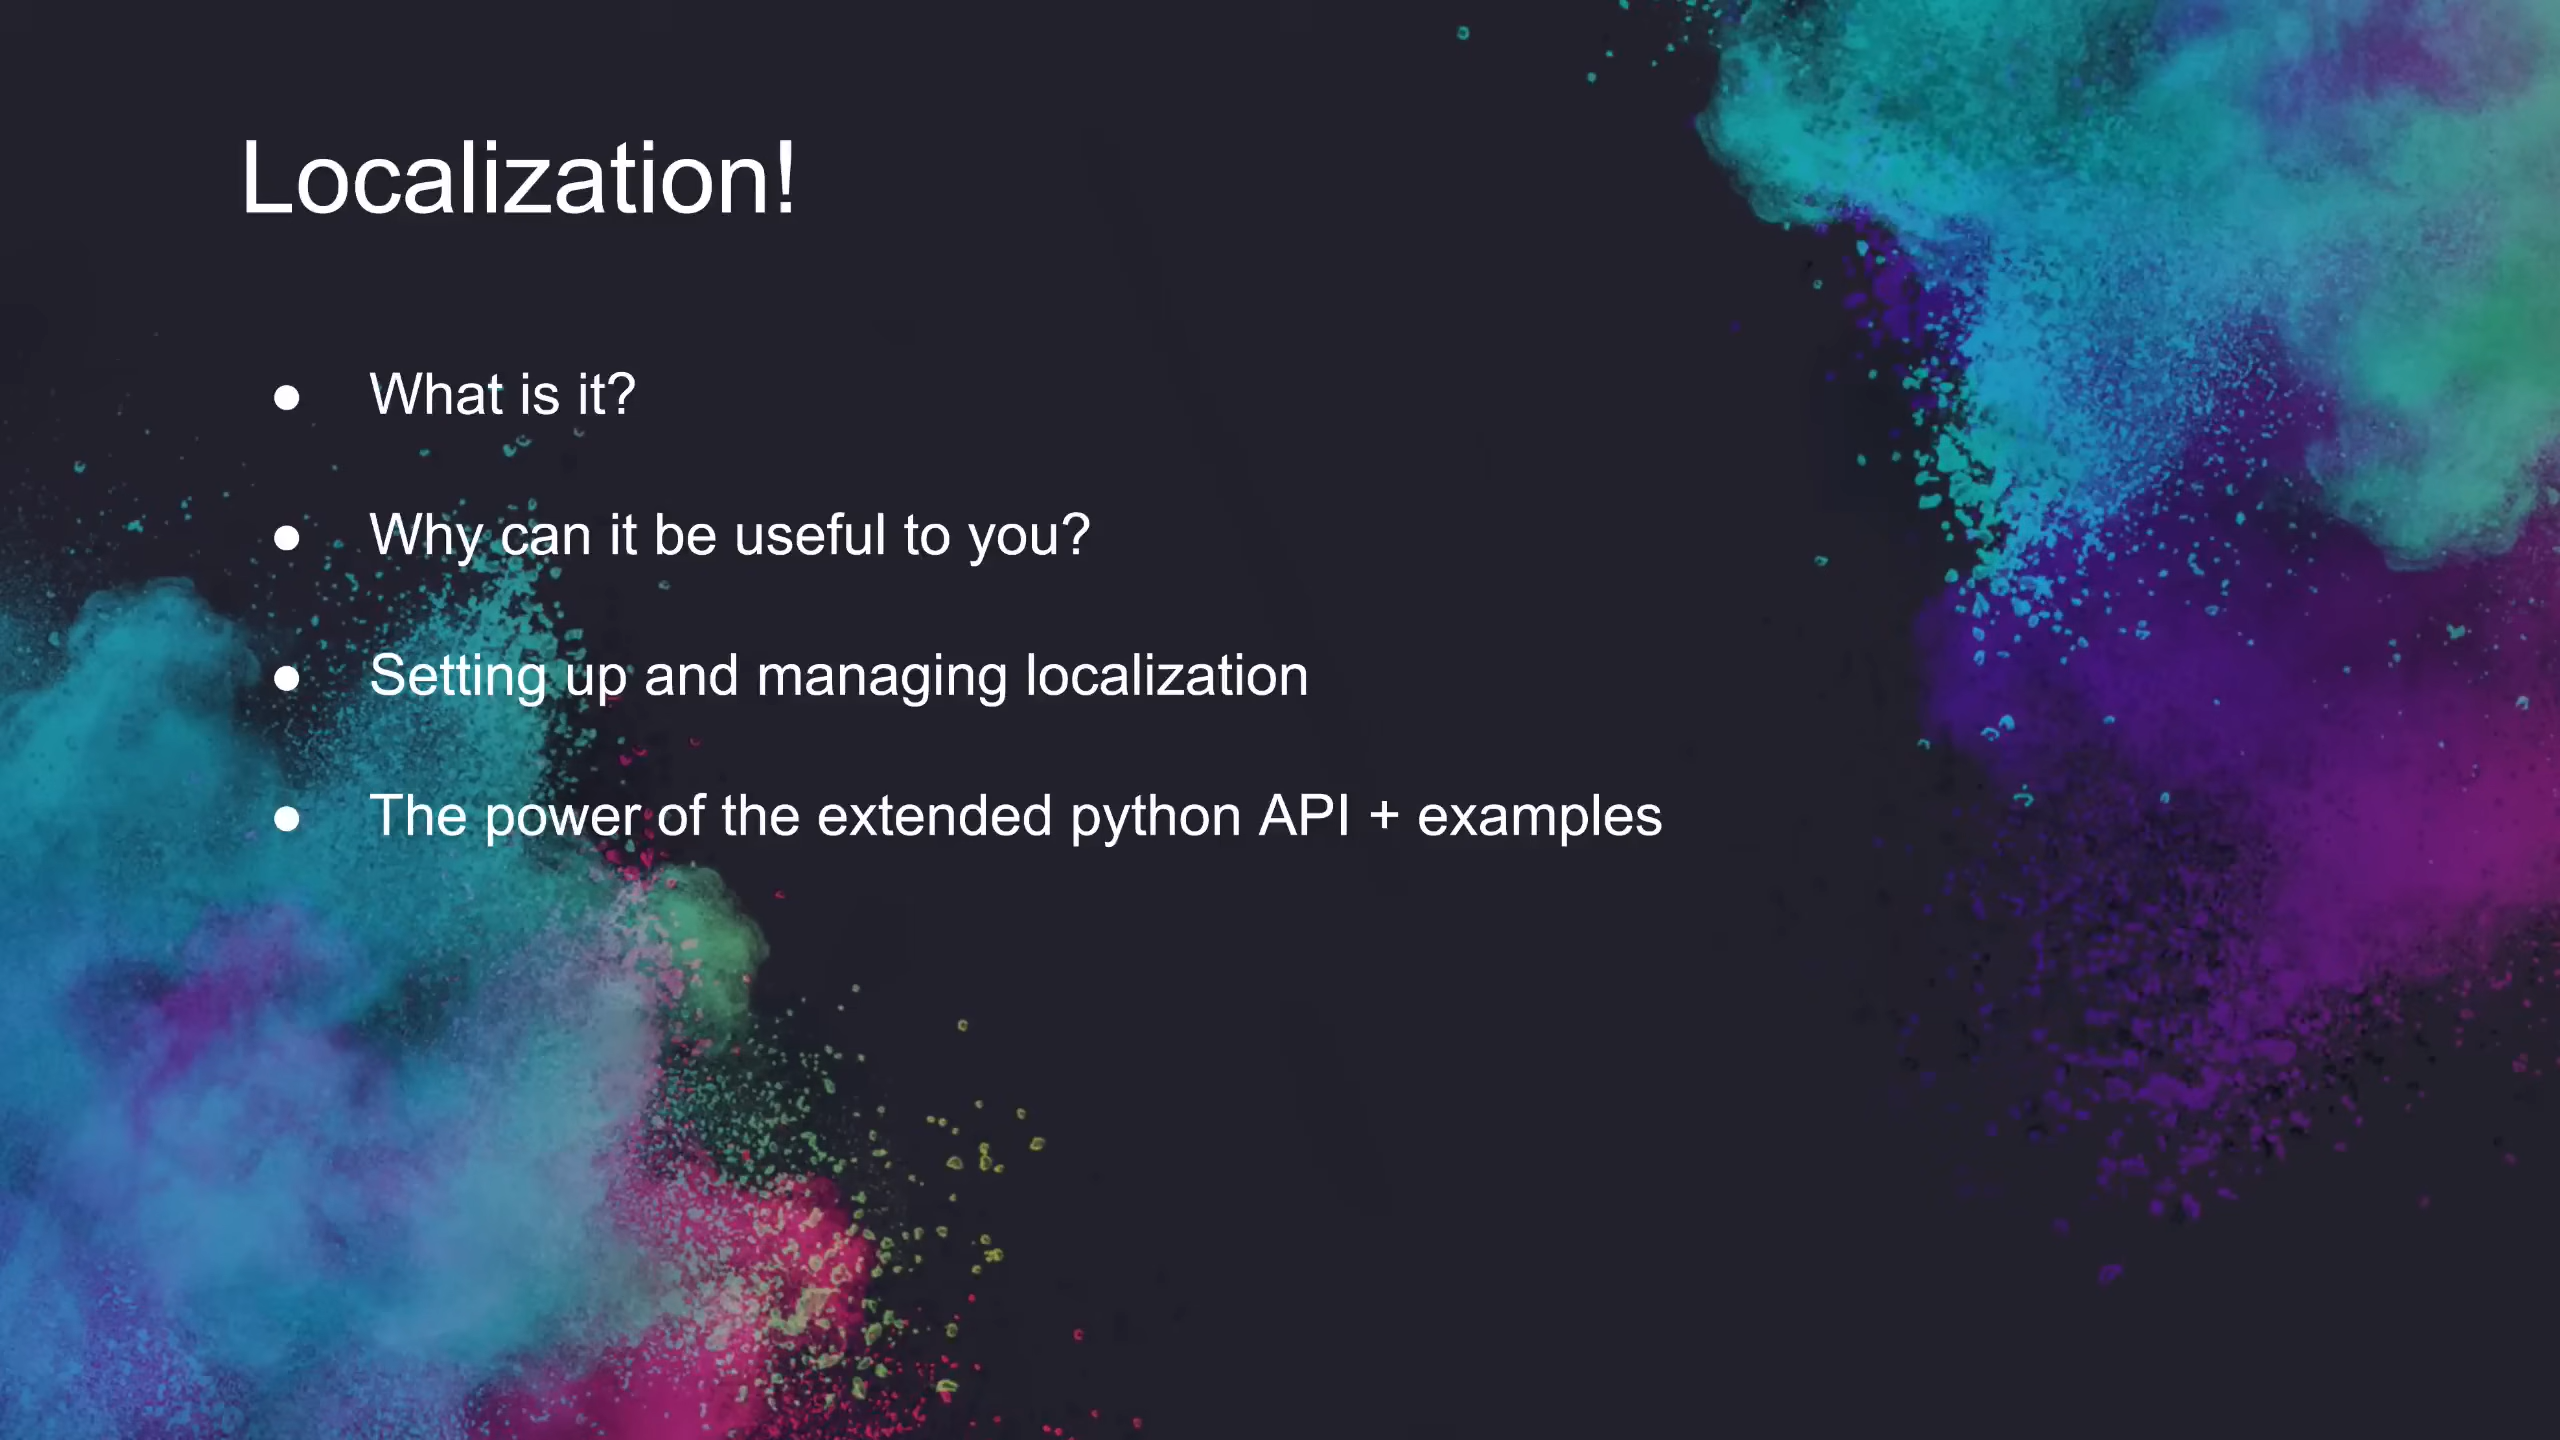 Localization!
● What is it?
● Why can it be useful to you?
● Setting up and managing localization
● The power of the extended python API + examples